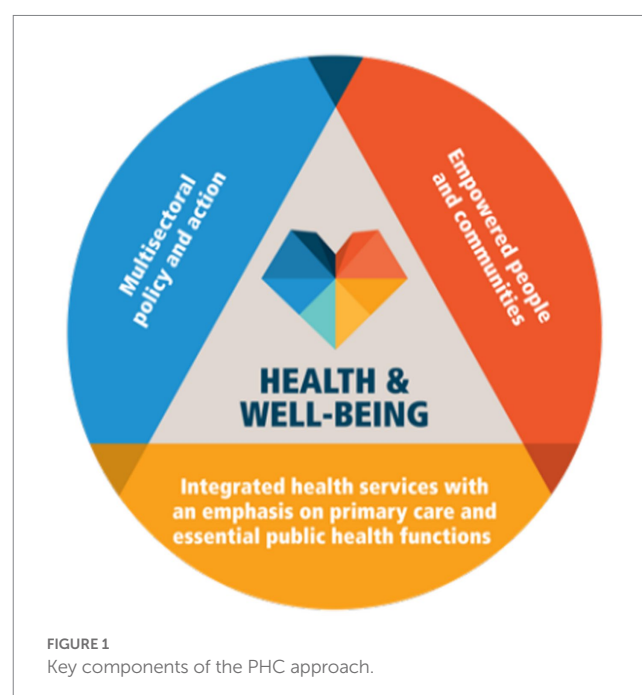 Multisectoral
policy and action
Empowered people
and communities
HEALTH &
WELL-BEING
Integrated health services with
an emphasis on primary care and
essential public health functions
FIGURE 1
Key components of the PHC approach.